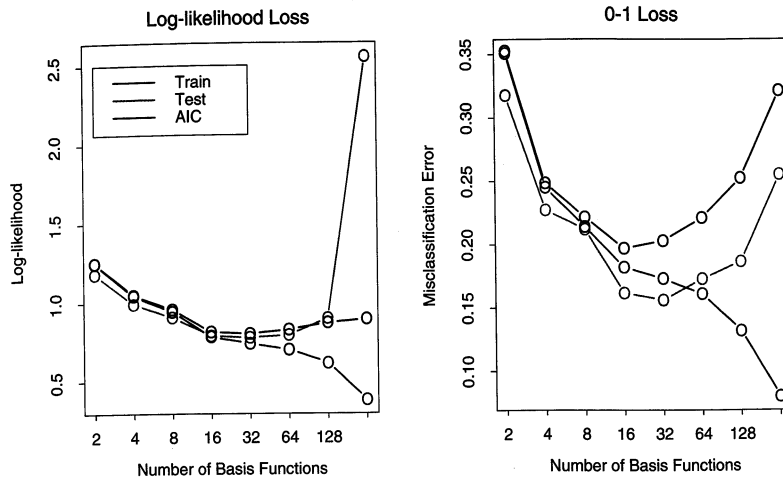 Log-likelihood Loss
Train
Test
AIC
Log-likelihood
2.5
2.0
1.5
1.0
0.5
2 4 8 16 32 64 128
Number of Basis Functions
0-1 Loss
Misclassification Error
0.35
0.30
0.25
0.20
0.15
0.10
2 4 8 16 32 64 128
Number of Basis Functions